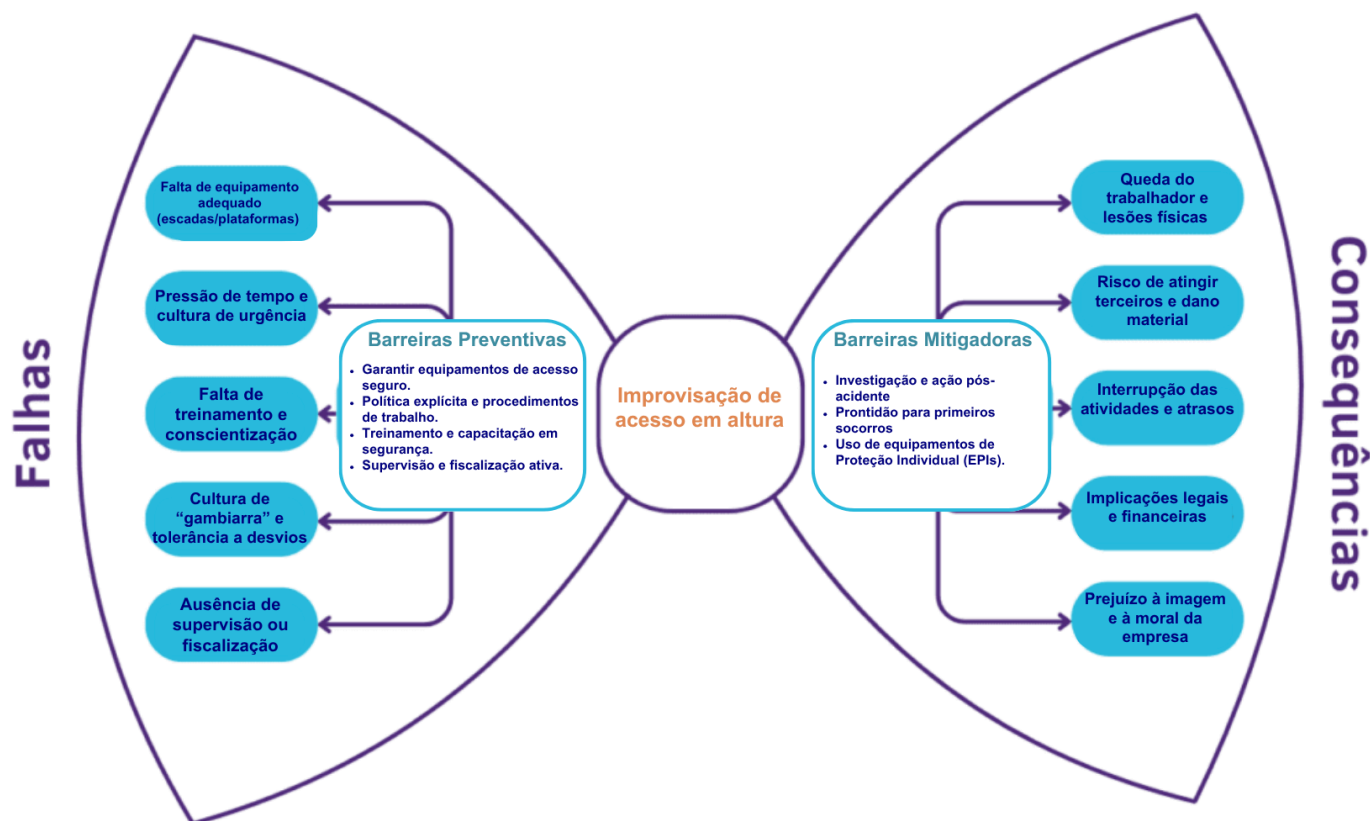 Falhas
Falta de equipamento
adequado
(escadas/plataformas)
Pressão de tempo e
cultura de urgência
Falta de
treinamento e
conscientização
Cultura de
“gambiarra” e
tolerância a desvios
Ausência de
supervisão ou
fiscalização
Barreiras Preventivas
• Garantir equipamentos de acesso
seguro.
• Política explícita e procedimentos
de trabalho.
• Treinamento e capacitação em
segurança.
• Supervisão e fiscalização ativa.
Improvisação de
acesso em altura
Barreiras Mitigadoras
• Investigação e ação pós-
acidente
• Prontidão para primeiros
socorros
• Uso de equipamentos de
Proteção Individual (EPIs).
Queda do
trabalhador e
lesões físicas
Risco de atingir
terceiros e dano
material
Interrupção das
atividades e atrasos
Implicações legais
e financeiras
Prejuízo à imagem
e à moral da
empresa
Consequências